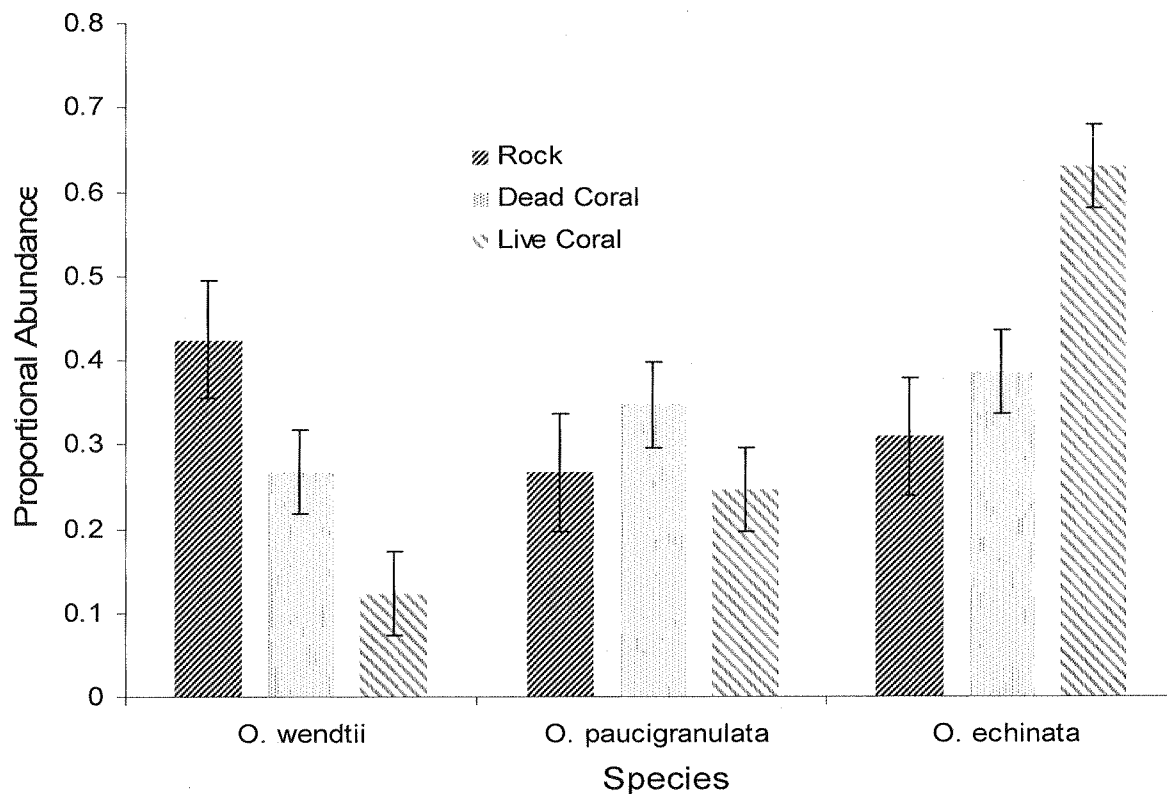 0.8
0.7
0.6
0.5
0.4
0.3
0.2
0.1
0
Proportional Abundance
Rock
Dead Coral
Live Coral
O. wendtii
O. paucigranulata
O. echinata
Species